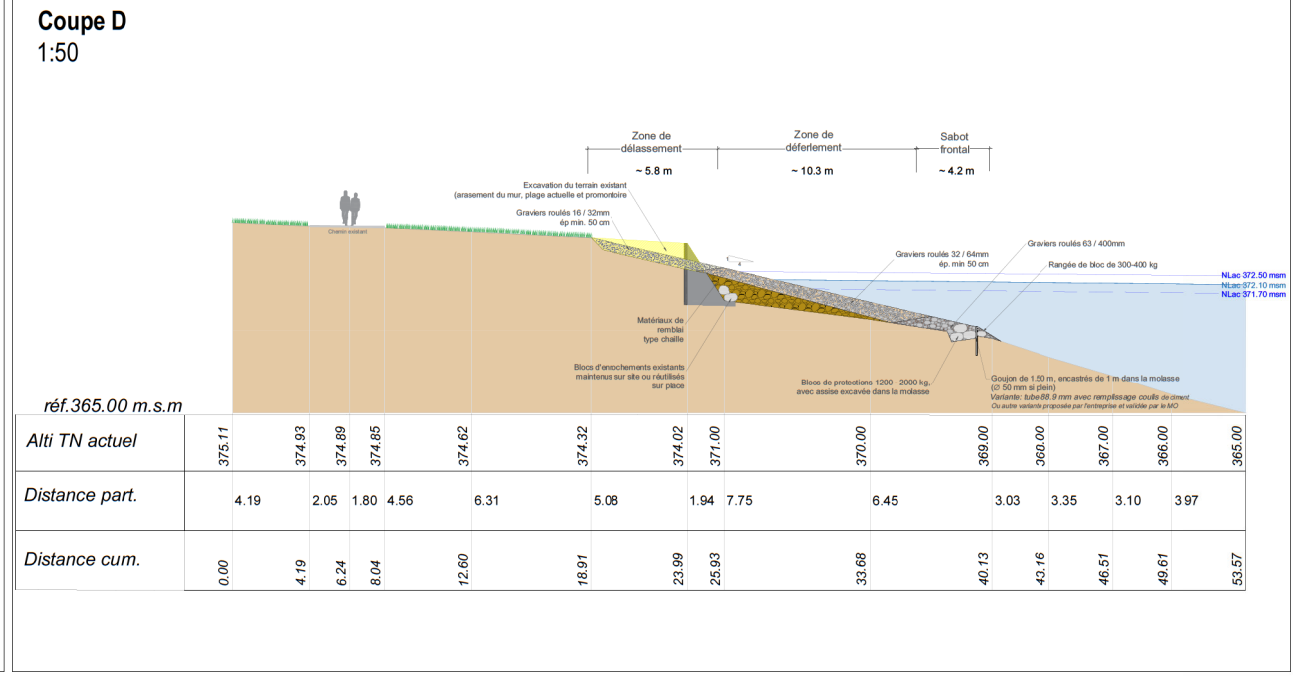 Coupe D
1:50
Zone de
délassement
~ 5.8 m
Zone de
déferlement
~ 10.3 m
Sabot
frontal
~ 4.2 m
Excavation du terrain existant
(arasement du mur, plage actuelle et promontoire
Graviers roulés 16 / 32mm
ép min. 50 cm
Chemin existant
1
4
Graviers roulés 32 / 64mm
ép. min 50 cm
Graviers roulés 63 / 400mm
Rangée de bloc de 300-400 kg
NLac 372.50 msm
NLac 372.10 msm
NLac 371.70 msm
Matériaux de
remblai
type chaille
Blocs d'enrochements existants
maintenus sur site ou réutilisés
sur place
Blocs de protections 1200 - 2000 kg,
avec assise excavée dans la molasse
Goujon de 1.50 m, encastrés de 1 m dans la molasse
(Ø 50 mm si plein)
Variante: tube88.9 mm avec remplissage coulis de ciment
Ou autre variante proposée par l'entreprise et validée par le MO
réf.365.00 m.s.m
Alti TN actuel 375.11 374.93 374.89 374.85 374.62 374.32 374.02 371.00 370.00 369.00 368.00 367.00 366.00 365.00
Distance part. 4.19 2.05 1.80 4.56 6.31 5.08 1.94 7.75 6.45 3.03 3.35 3.10 3.97
Distance cum. 0.00 4.19 6.24 8.04 12.60 18.91 23.99 25.93 33.68 40.13 43.16 46.51 49.61 53.57